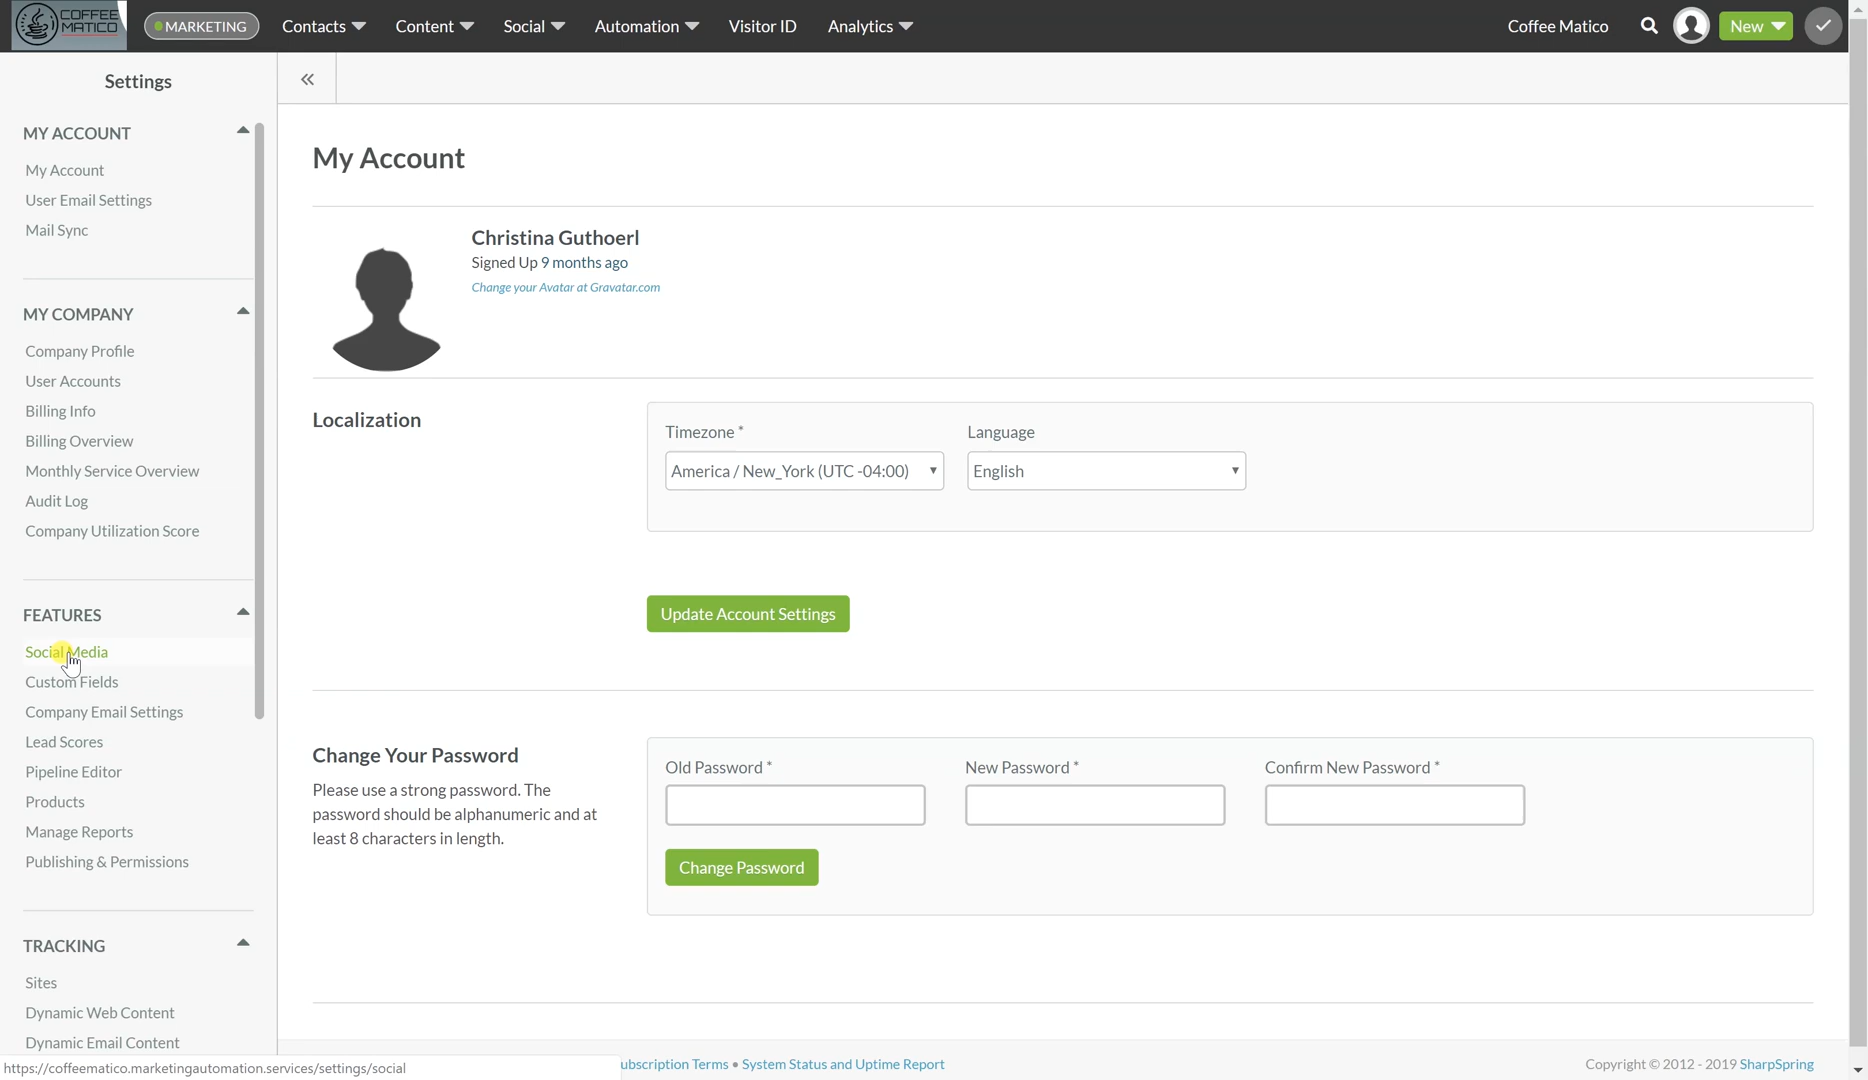 COFFEE
MATICO
MARKETING
Contacts
Content
Social
Automation
Visitor ID
Analytics
Coffee Matico
New
Settings
MY ACCOUNT
My Account
User Email Settings
Mail Sync
MY COMPANY
Company Profile
User Accounts
Billing Info
Billing Overview
Monthly Service Overview
Audit Log
Company Utilization Score
FEATURES
Social Media
Custom Fields
Company Email Settings
Lead Scores
Pipeline Editor
Products
Manage Reports
Publishing & Permissions
TRACKING
Sites
Dynamic Web Content
Dynamic Email Content
https://coffeematico.marketingautomation.services/settings/social
My Account
Christina Guthoerl
Signed Up 9 months ago
Change your Avatar at Gravatar.com
Localization
Timezone *
America / New_York (UTC -04:00)
Language
English
Update Account Settings
Change Your Password
Please use a strong password. The
password should be alphanumeric and at
least 8 characters in length.
Old Password *
New Password *
Confirm New Password *
Change Password
ubscription Terms • System Status and Uptime Report
Copyright © 2012 - 2019 SharpSpring